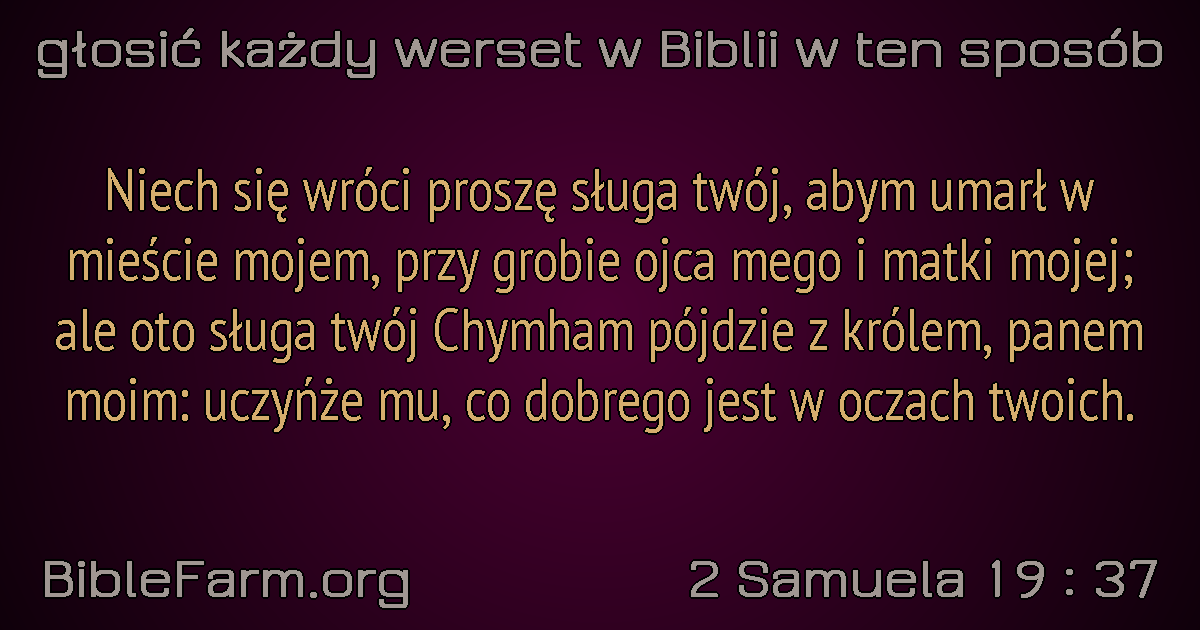 głosić każdy werset w Biblii w ten sposób
Niech się wróci proszę sługa twój, abym umarł w
mieście mojem, przy grobie ojca mego i matki mojej;
ale oto sługa twój Chymham pójdzie z królem, panem
moim: uczyńże mu, co dobrego jest w oczach twoich.
BibleFarm.org
2 Samuela 19 : 37